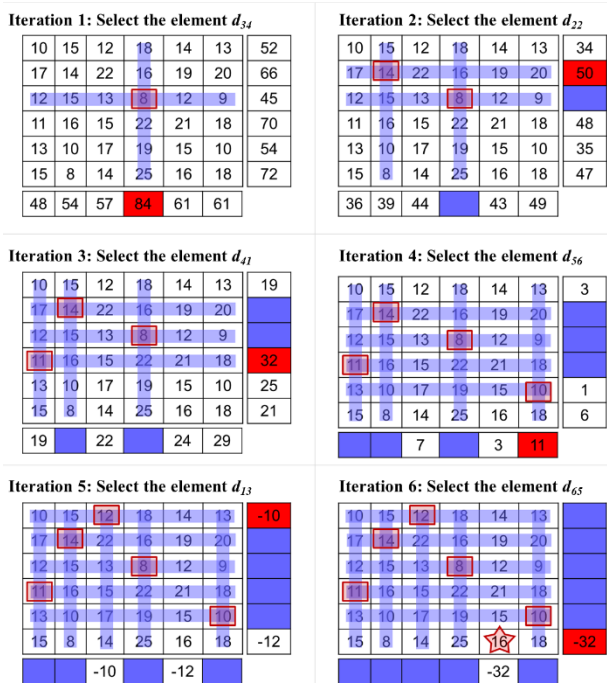 Iteration 1: Select the element d34
10 15 12 18 14 13 52
17 14 22 16 19 20 66
12 15 13 8 12 9 45
11 16 15 22 21 18 70
13 10 17 19 15 10 54
15 8 14 25 16 18 72
48 54 57 84 61 61
Iteration 2: Select the element d22
10 15 12 18 14 13 34
17 14 22 16 19 20 50
12 15 13 8 12 9
11 16 15 22 21 18 48
13 10 17 19 15 10 35
15 8 14 25 16 18 47
36 39 44 43 49
Iteration 3: Select the element d41
10 15 12 18 14 13 19
17 14 22 16 19 20
12 15 13 8 12 9
11 16 15 22 21 18 32
13 10 17 19 15 10 25
15 8 14 25 16 18 21
19 22 24 29
Iteration 4: Select the element d56
10 15 12 18 14 13 3
17 14 22 16 19 20
12 15 13 8 12 9
11 16 15 22 21 18
13 10 17 19 15 10 1
15 8 14 25 16 18 6
7 3 11
Iteration 5: Select the element d13
10 15 12 18 14 13 -10
17 14 22 16 19 20
12 15 13 8 12 9
11 16 15 22 21 18
13 10 17 19 15 10
15 8 14 25 16 18 -12
-10 -12
Iteration 6: Select the element d65
10 15 12 18 14 13
17 14 22 16 19 20
12 15 13 8 12 9
11 16 15 22 21 18
13 10 17 19 15 10
15 8 14 25 16 18 -32
-32